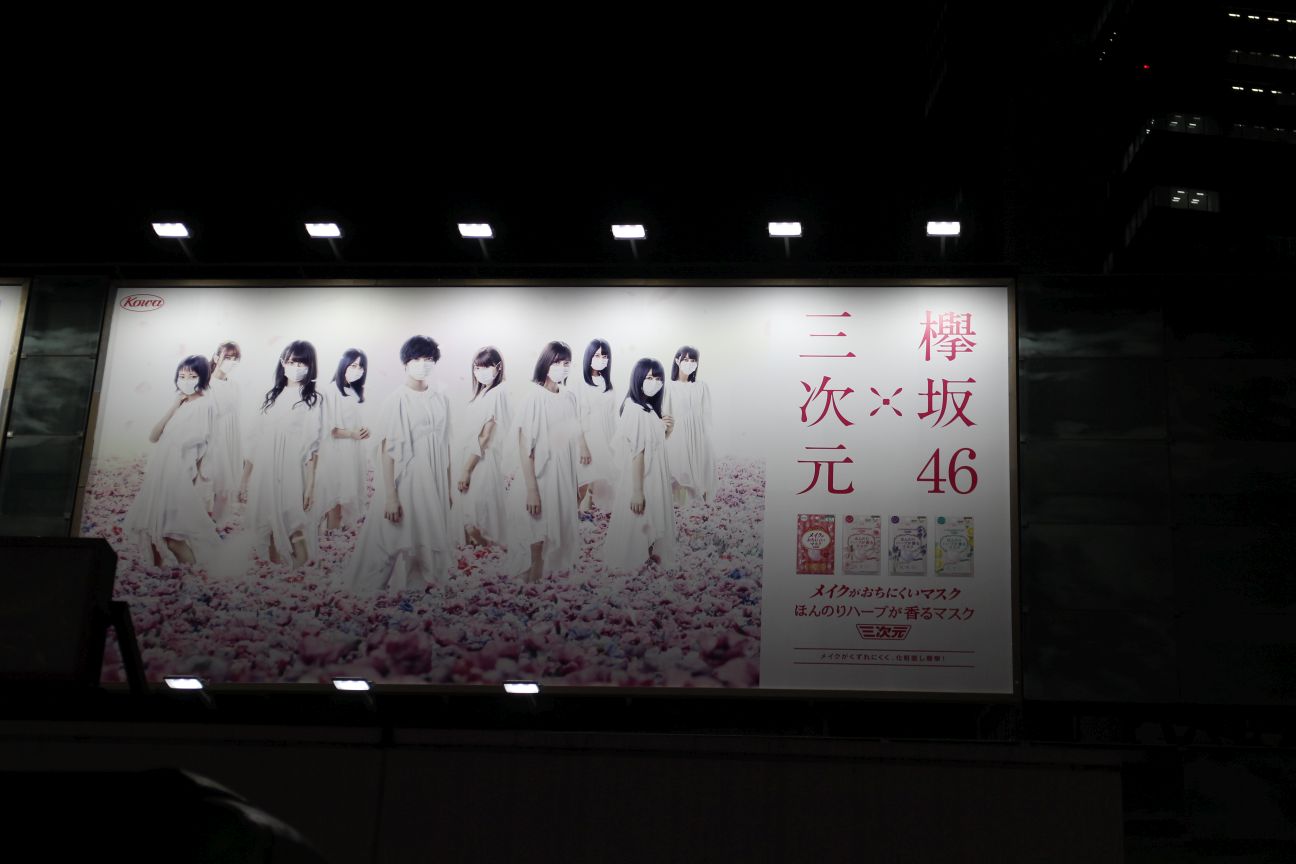 Kowa
欅坂46
×
三次元
メイクがおちにくいマスク
ほんのりハーブが香るマスク
三次元
メイクがくずれにくく、化粧直し簡単！